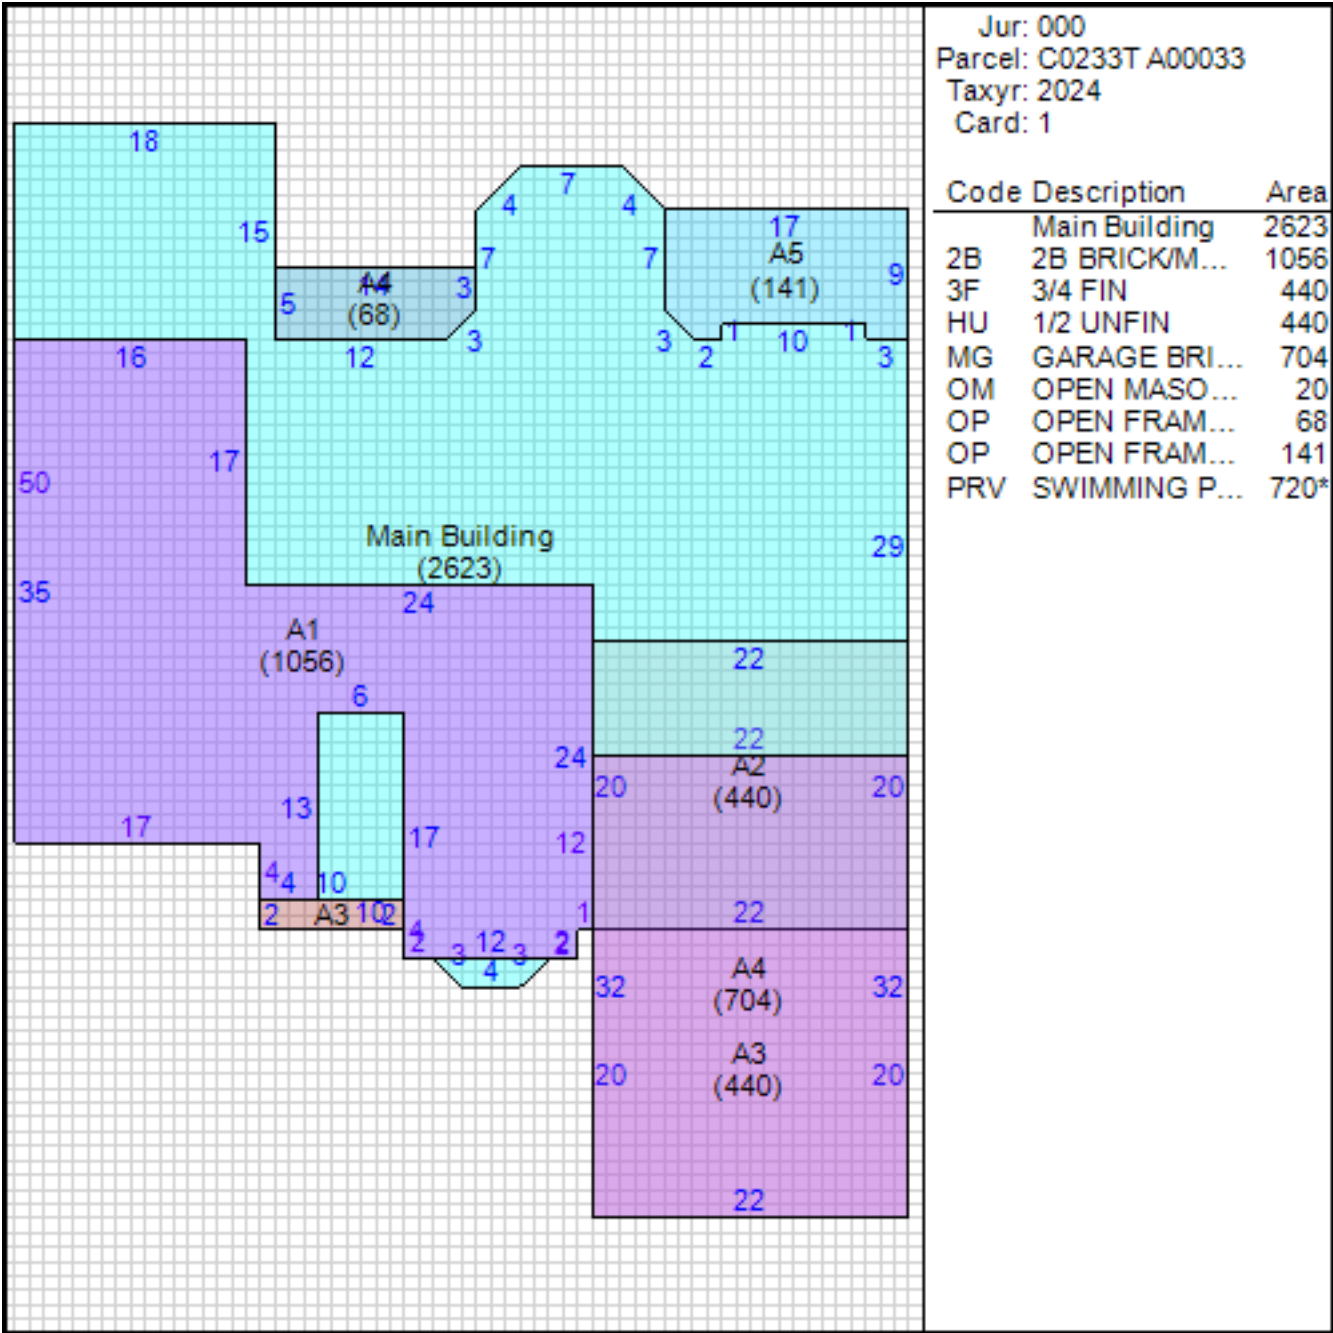 Jur: 000
Parcel: C0233T A00033
Taxyr: 2024
Card: 1
Code Description Area
Main Building 2623
2B 2B BRICK/M... 1056
3F 3/4 FIN 440
HU 1/2 UNFIN 440
MG GARAGE BRI... 704
OM OPEN MASO... 20
OP OPEN FRAM... 68
OP OPEN FRAM... 141
PRV SWIMMING P... 720*
18
7
4 4
15 17
7 7 A5
(141) 9
A4 14 3
5 (68)
3 3 1 10 1
16 12 2 3
17
50
Main Building
(2623) 29
35
24
A1
(1056)
22
6
22
24 A2
20 (440) 20
13
17 17 12
4 4 10
2 A3 10 2 1 22
4
2 3 12 3 2
4
A4
32 (704) 32
A3
20 (440) 20
22